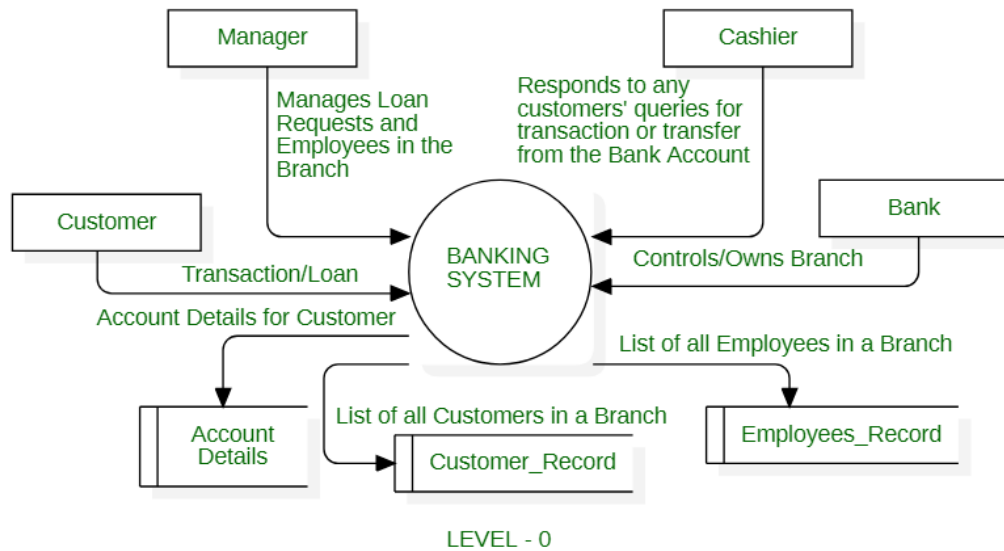 Manager
Cashier
Manages Loan
Requests and
Employees in the
Branch
Responds to any
customers' queries for
transaction or transfer
from the Bank Account
Customer
Bank
BANKING
SYSTEM
Transaction/Loan
Controls/Owns Branch
Account Details for Customer
List of all Employees in a Branch
List of all Customers in a Branch
Account
Details
Customer_Record
Employees_Record
LEVEL - 0